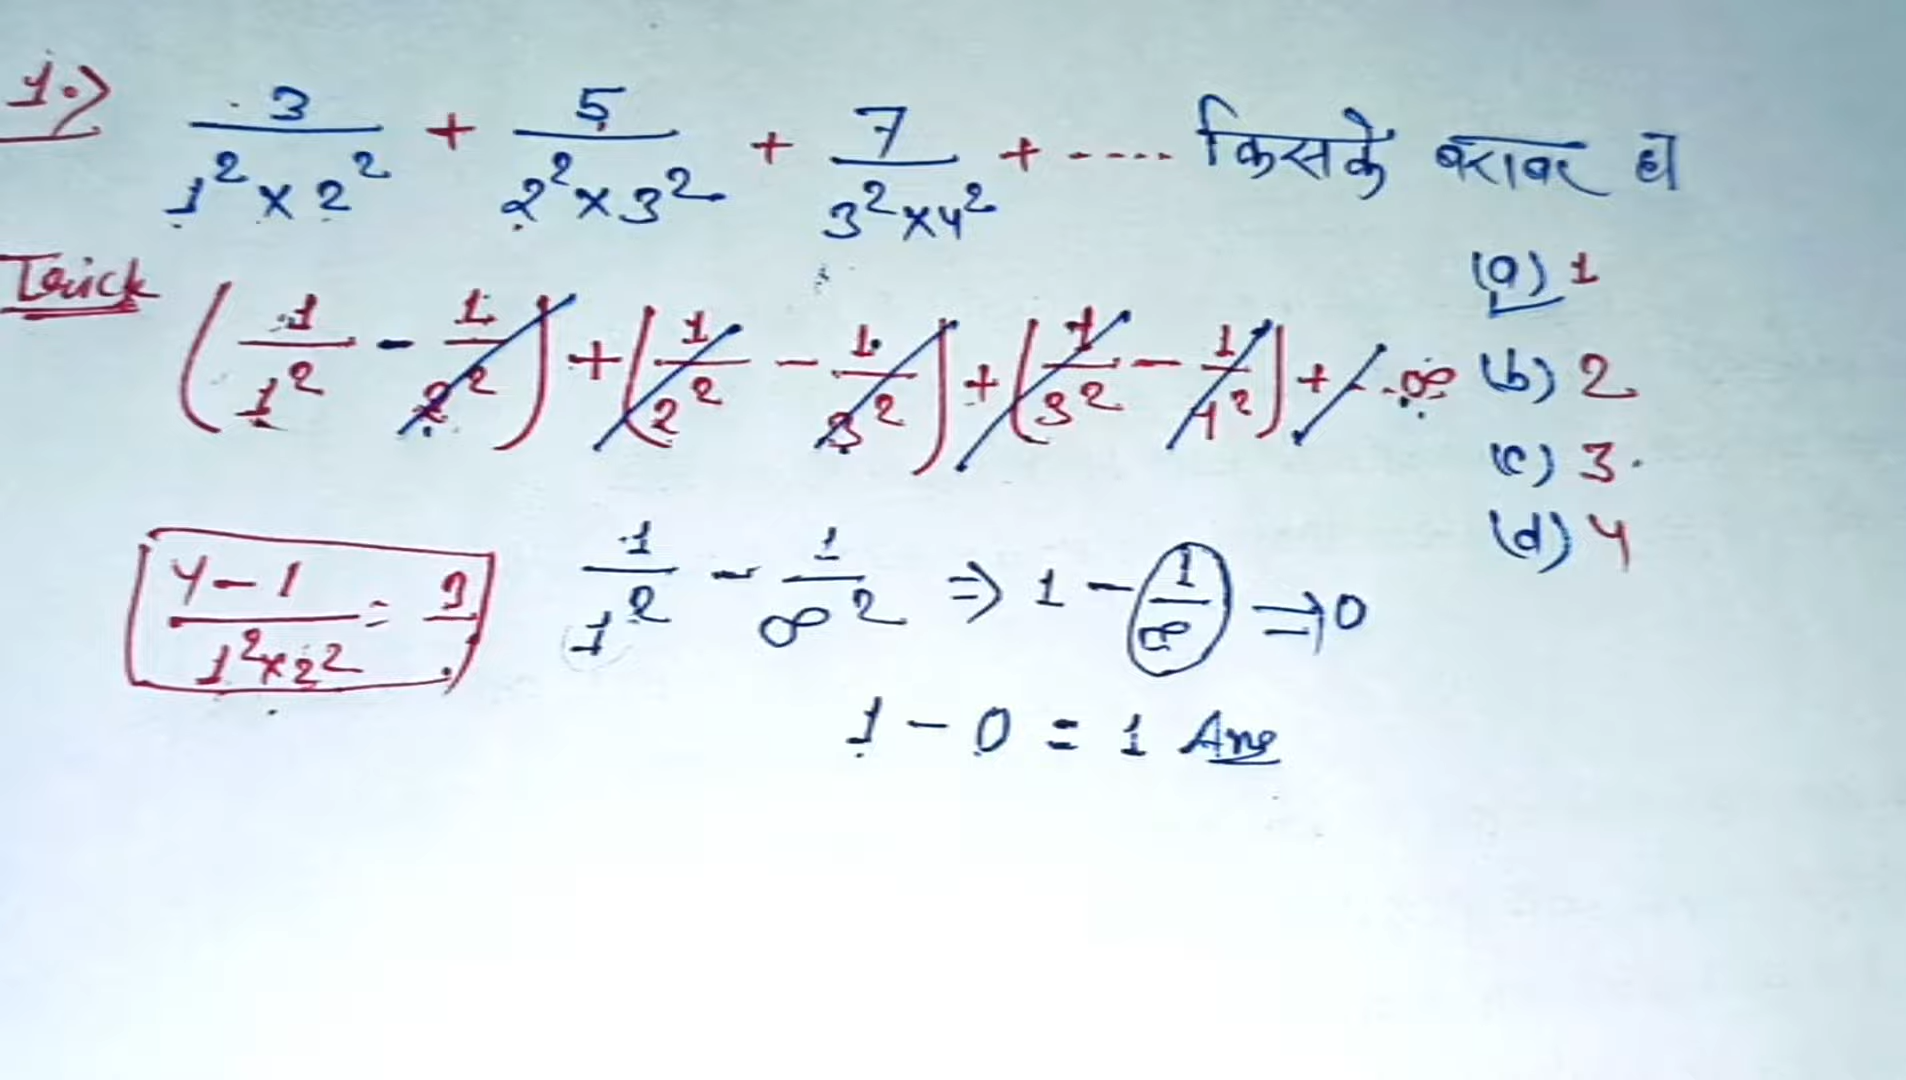 1.) 3/(1²×2²) + 5/(2²×3²) + 7/(3²×4²) + ..... किसके बराबर है
(a) 1
Trick (1/1² - 1/2²) + (1/2² - 1/3²) + (1/3² - 1/4²) + - - ∞
(b) 2
(c) 3
(d) 4
(4-1)/(1²×2²) = 3/
1/1² - 1/∞² ⇒ 1 - 1/∞ ⇒ 0
1 - 0 = 1 Ans